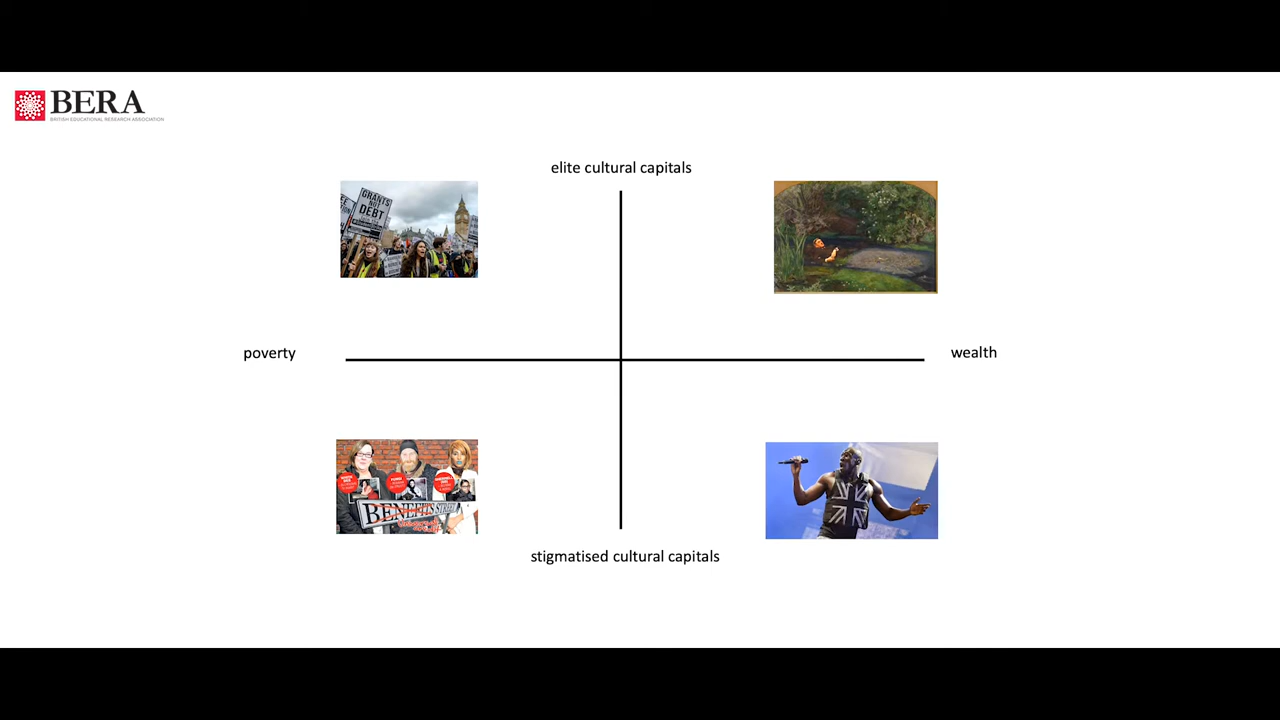 BERA
BRITISH EDUCATIONAL RESEARCH ASSOCIATION
elite cultural capitals
GRANTS
NOT
DEBT
poverty
wealth
BENEFITS STREET
stigmatised cultural capitals